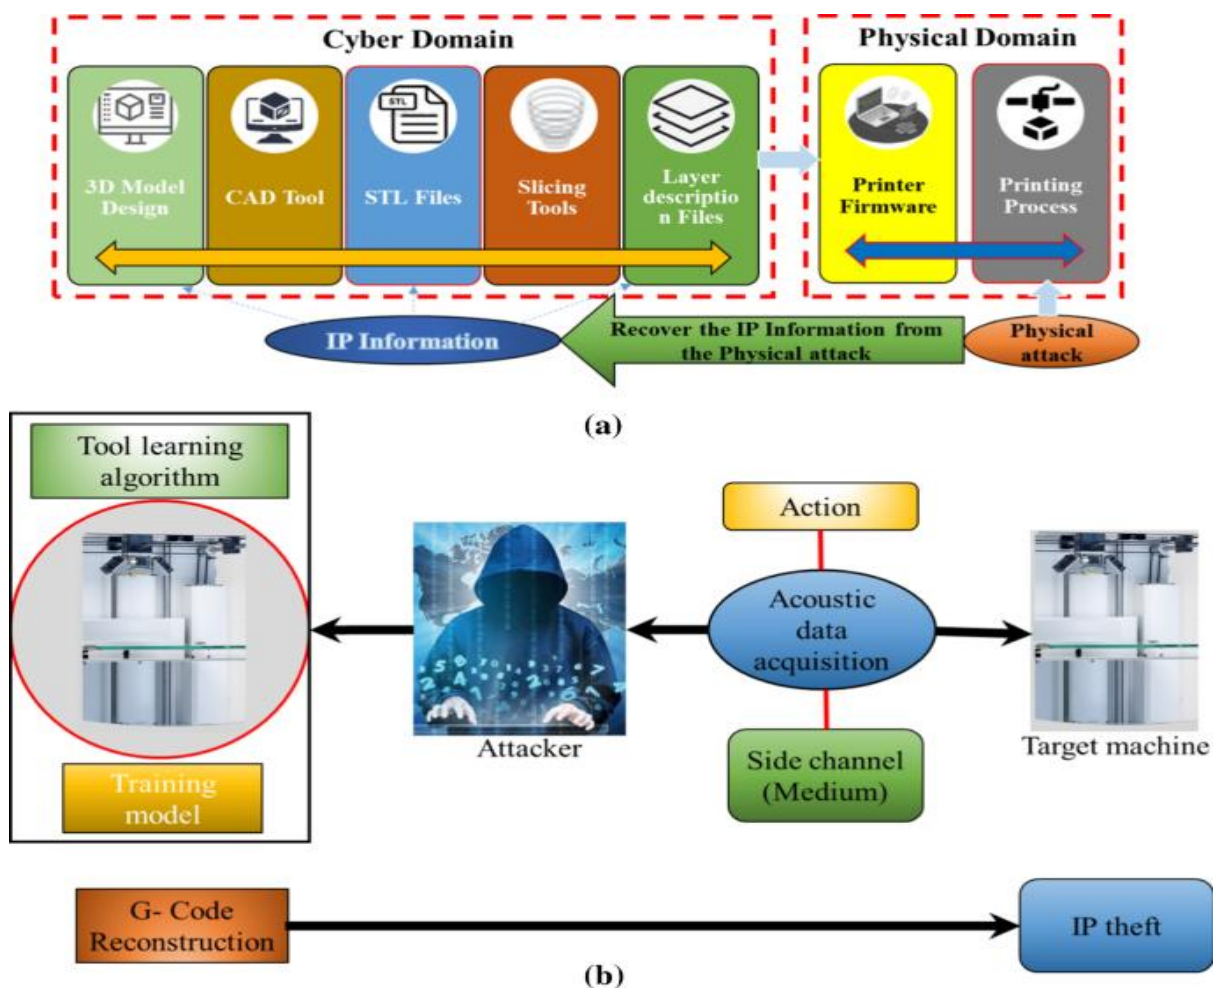 Cyber Domain
Physical Domain
3D Model
Design
CAD Tool
STL
STL Files
Slicing
Tools
Layer
descriptio
n Files
Printer
Firmware
Printing
Process
IP Information
Recover the IP Information from
the Physical attack
Physical
attack
(a)
Tool learning
algorithm
Training
model
Attacker
Action
Acoustic
data
acquisition
Side channel
(Medium)
Target machine
G- Code
Reconstruction
IP theft
(b)